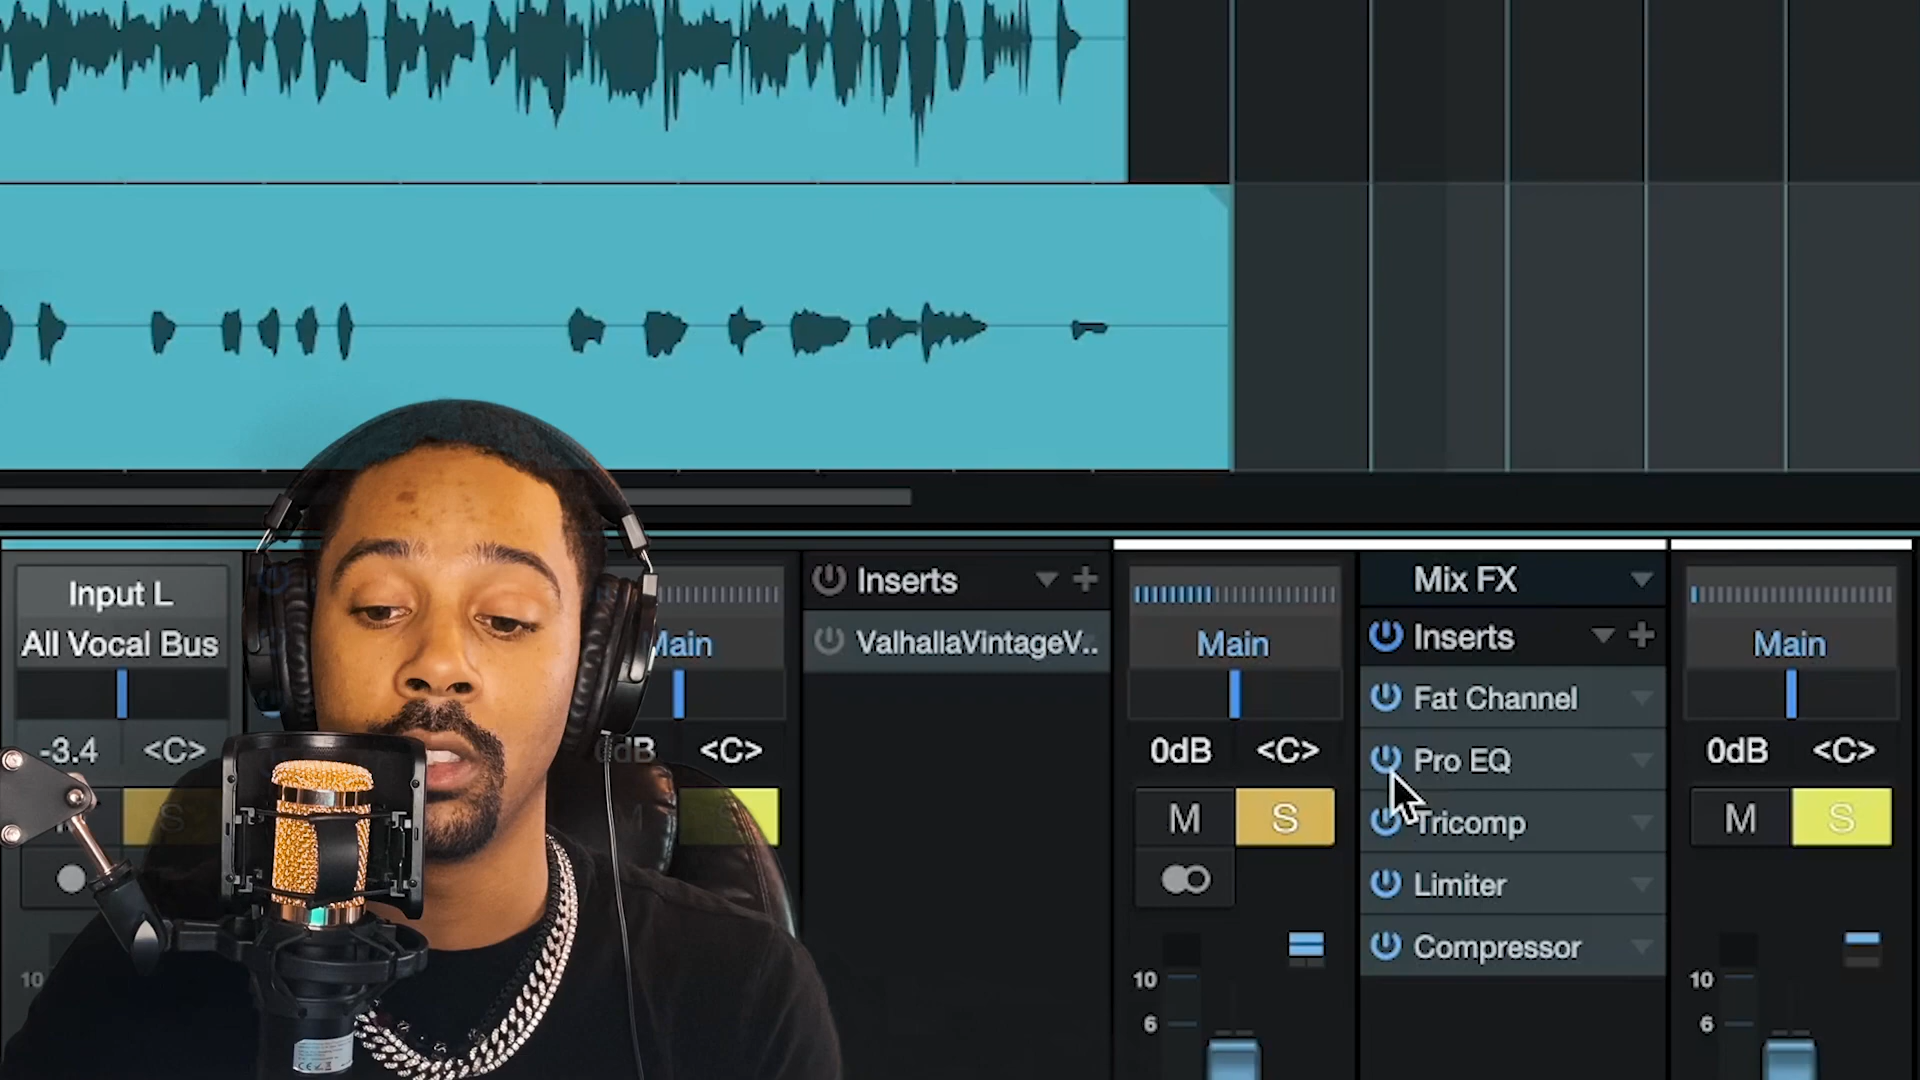 Input L
All Vocal Bus
-3.4 <C>
10
Main
0dB <C>
S
Inserts
ValhallaVintageV..
Main
0dB <C>
M S
10
6
Mix FX
Inserts
Fat Channel
Pro EQ
Tricomp
Limiter
Compressor
Main
0dB <C>
M S
10
6